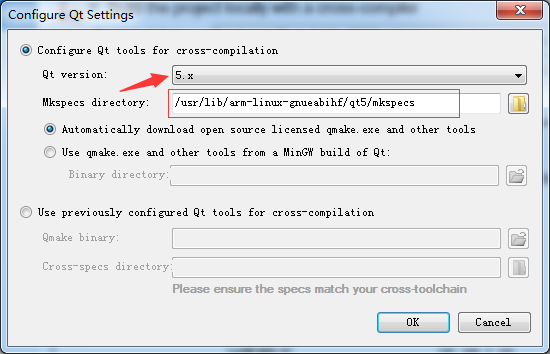 Configure Qt Settings
Configure Qt tools for cross-compilation
Qt version:
5.x
Mkspecs directory:
/usr/lib/arm-linux-gnueabihf/qt5/mkspecs
Automatically download open source licensed qmake.exe and other tools
Use qmake.exe and other tools from a MinGW build of Qt:
Binary directory:
Use previously configured Qt tools for cross-compilation
Qmake binary:
Cross-specs directory:
Please ensure the specs match your cross-toolchain
OK
Cancel